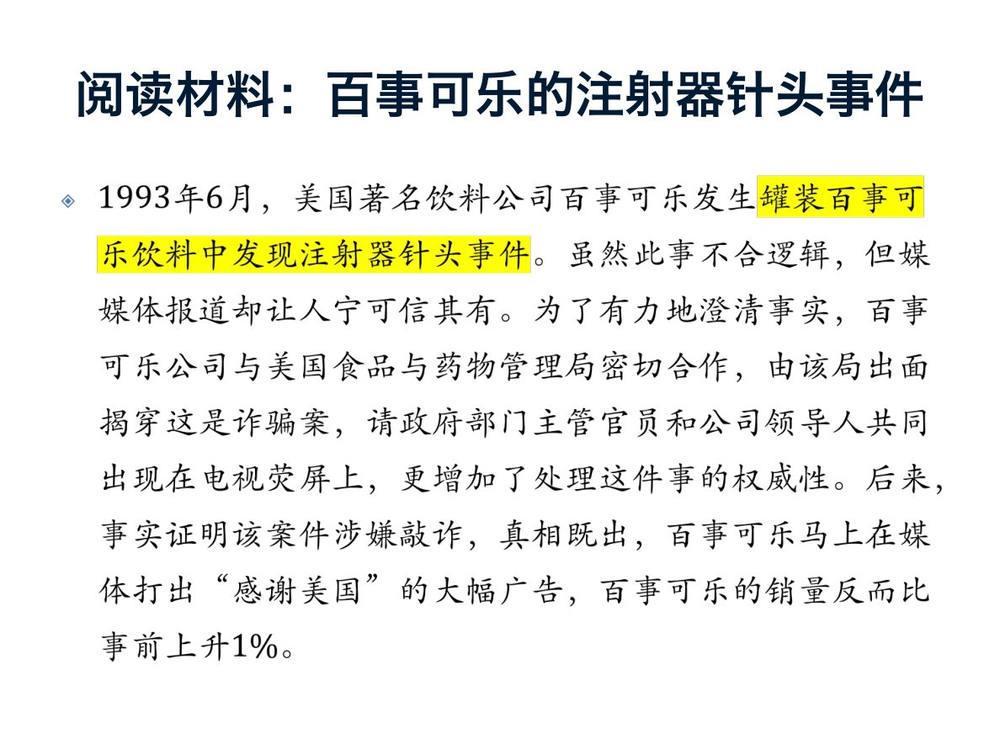 阅读材料：百事可乐的注射器针头事件
1993年6月，美国著名饮料公司百事可乐发生罐装百事可
乐饮料中发现注射器针头事件。虽然此事不合逻辑，但媒
媒体报道却让人宁可信其有。为了有力地澄清事实，百事
可乐公司与美国食品与药物管理局密切合作，由该局出面
揭穿这是诈骗案，请政府部门主管官员和公司领导人共同
出现在电视荧屏上，更增加了处理这件事的权威性。后来，
事实证明该案件涉嫌敲诈，真相既出，百事可乐马上在媒
体打出“感谢美国”的大幅广告，百事可乐的销量反而比
事前上升1%。